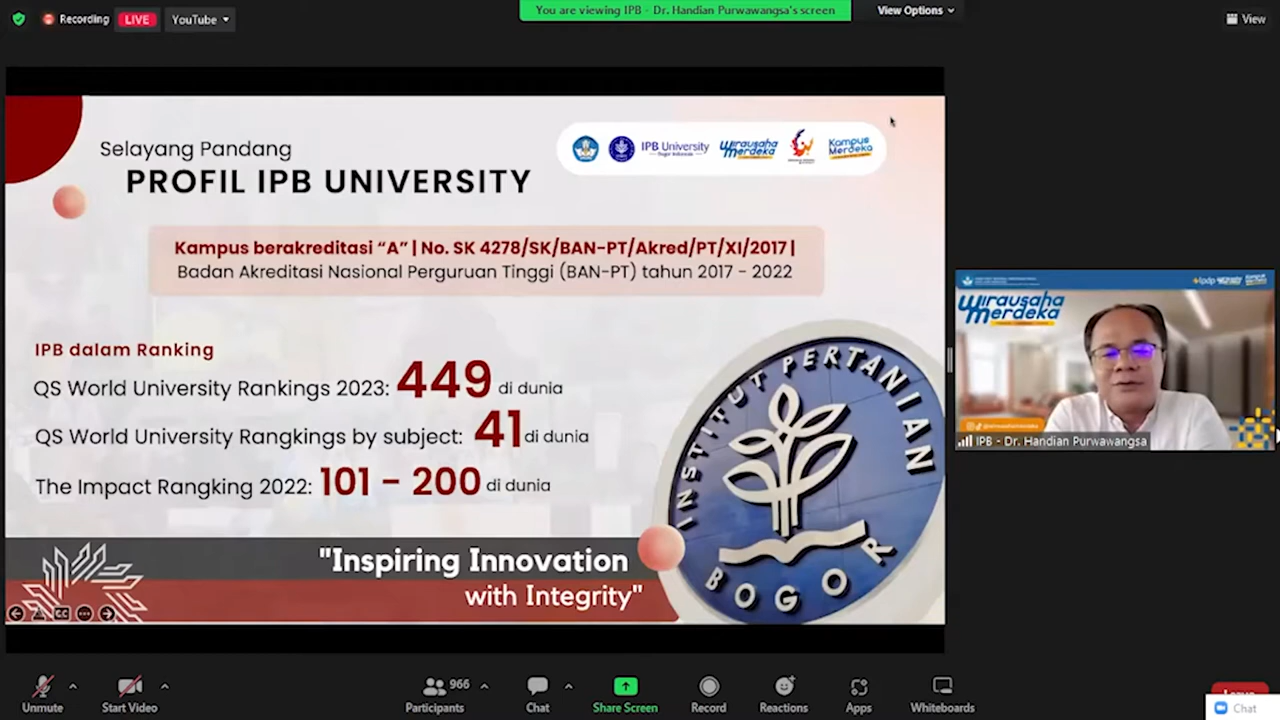 Recording
LIVE
YouTube
You are viewing IPB - Dr. Handian Purwawangsa's screen
View Options
View
Selayang Pandang
PROFIL IPB UNIVERSITY
IPB University
Bogor Indonesia
Wirausaha
Merdeka
Kampus
Merdeka
Kampus berakreditasi “A” | No. SK 4278/SK/BAN-PT/Akred/PT/XI/2017 |
Badan Akreditasi Nasional Perguruan Tinggi (BAN-PT) tahun 2017 - 2022
IPB dalam Ranking
QS World University Rankings 2023: 449 di dunia
QS World University Rangkings by subject: 41 di dunia
The Impact Rangking 2022: 101 - 200 di dunia
INSTITUT PERTANIAN
BOGOR
"Inspiring Innovation
with Integrity"
CC
lpdp
Wirausaha
Merdeka
IPB - Dr. Handian Purwawangsa
Unmute
Start Video
966
Participants
Chat
Share Screen
Record
Reactions
Apps
Whiteboards
Chat